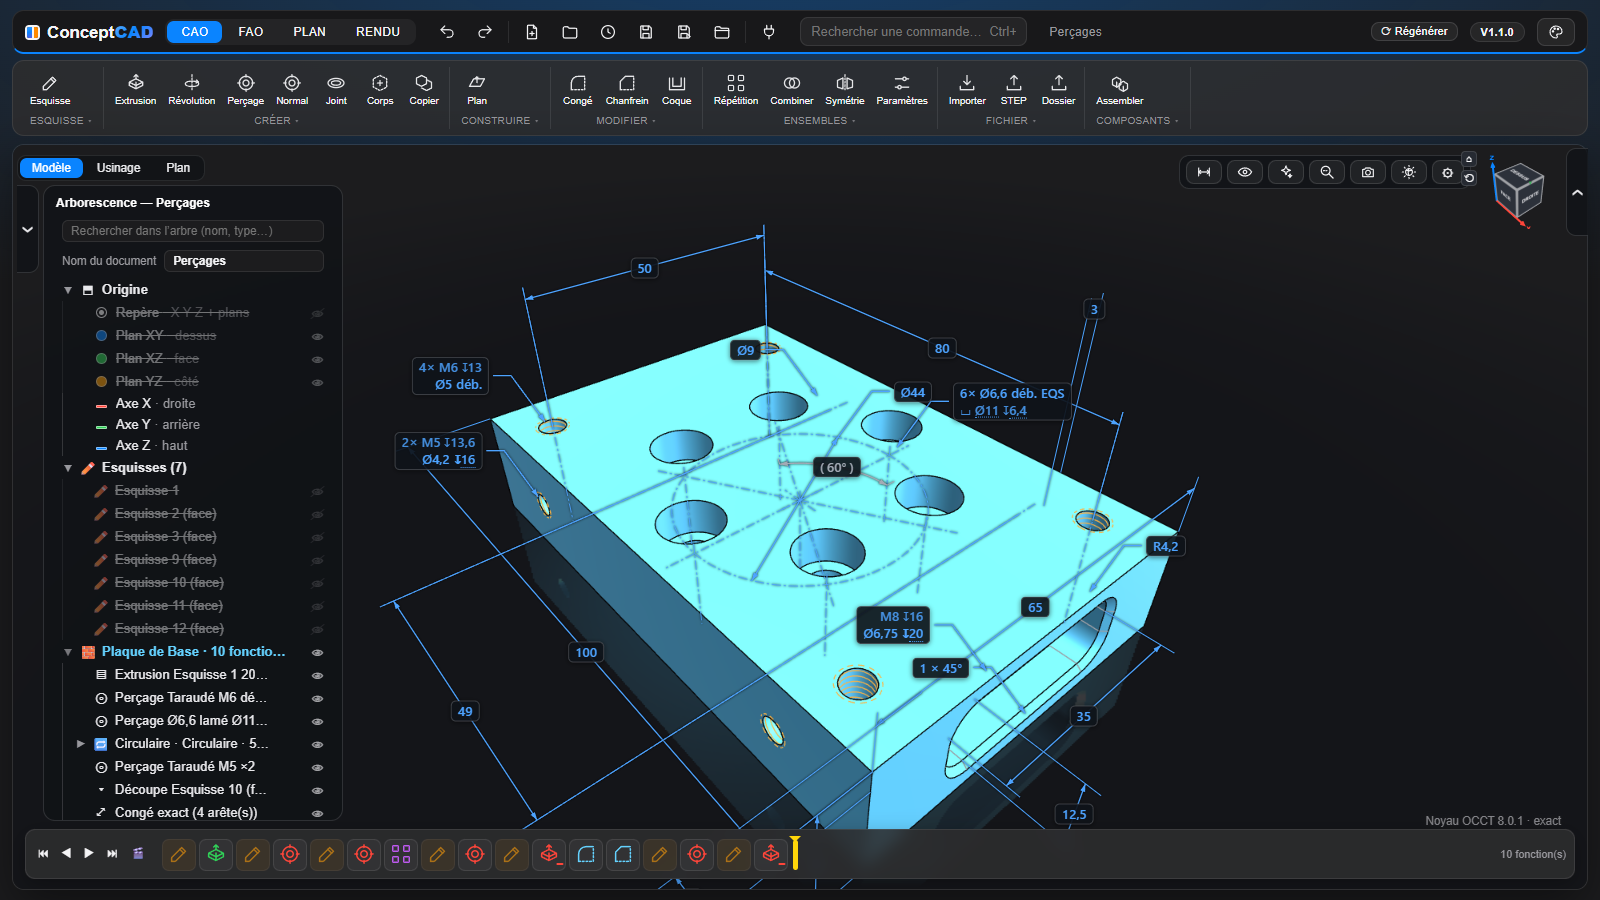 ConceptCAD
CAO FAO PLAN RENDU
Rechercher une commande… Ctrl+
Perçages
Régénérer
V1.1.0
Esquisse
Extrusion Révolution Perçage Normal Joint Corps Copier
Plan
Congé Chanfrein Coque
Répétition Combiner Symétrie Paramètres
Importer STEP Dossier
Assembler
ESQUISSE CRÉER CONSTRUIRE MODIFIER ENSEMBLES FICHIER COMPOSANTS
Modèle Usinage Plan
Arborescence — Perçages
Rechercher dans l'arbre (nom, type…)
Nom du document Perçages
Origine
Repère · X Y Z + plans
Plan XY · dessus
Plan XZ · face
Plan YZ · côté
Axe X · droite
Axe Y · arrière
Axe Z · haut
Esquisses (7)
Esquisse 1
Esquisse 2 (face)
Esquisse 3 (face)
Esquisse 9 (face)
Esquisse 10 (face)
Esquisse 11 (face)
Esquisse 12 (face)
Plaque de Base · 10 fonctio…
Extrusion Esquisse 1 20…
Perçage Taraudé M6 dé…
Perçage Ø6,6 lamé Ø11…
Circulaire · Circulaire · 5…
Perçage Taraudé M5 ×2
Découpe Esquisse 10 (f…
Congé exact (4 arête(s))
50
80
3
Ø9
4× M6 ↧13
Ø5 déb.
Ø44
6× Ø6,6 déb. EQS
⌴ Ø11 ↧6,4
2× M5 ↧13,6
Ø4,2 ↧16
( 60° )
R4,2
65
M8 ↧16
Ø6,75 ↧20
1 × 45°
100
49
35
12,5
Noyau OCCT 8.0.1 · exact
10 fonction(s)